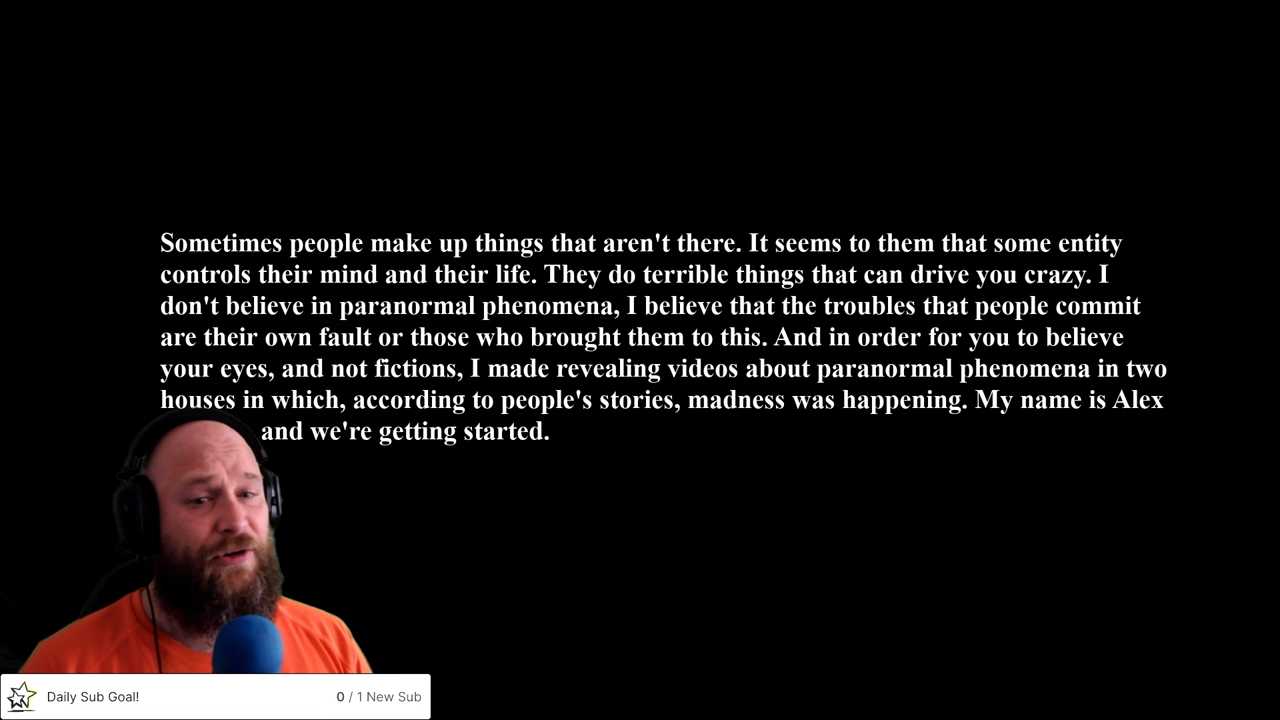 Sometimes people make up things that aren't there. It seems to them that some entity
controls their mind and their life. They do terrible things that can drive you crazy. I
don't believe in paranormal phenomena, I believe that the troubles that people commit
are their own fault or those who brought them to this. And in order for you to believe
your eyes, and not fictions, I made revealing videos about paranormal phenomena in two
houses in which, according to people's stories, madness was happening. My name is Alex
and we're getting started.
Daily Sub Goal!
0 / 1 New Sub